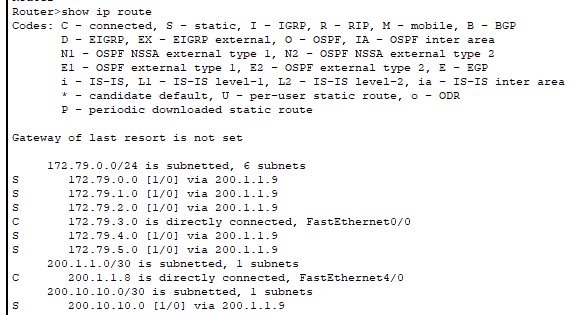 Router>show ip route
Codes: C - connected, S - static, I - IGRP, R - RIP, M - mobile, B - BGP
       D - EIGRP, EX - EIGRP external, O - OSPF, IA - OSPF inter area
       N1 - OSPF NSSA external type 1, N2 - OSPF NSSA external type 2
       E1 - OSPF external type 1, E2 - OSPF external type 2, E - EGP
       i - IS-IS, L1 - IS-IS level-1, L2 - IS-IS level-2, ia - IS-IS inter area
       * - candidate default, U - per-user static route, o - ODR
       P - periodic downloaded static route

Gateway of last resort is not set

     172.79.0.0/24 is subnetted, 6 subnets
S       172.79.0.0 [1/0] via 200.1.1.9
S       172.79.1.0 [1/0] via 200.1.1.9
S       172.79.2.0 [1/0] via 200.1.1.9
C       172.79.3.0 is directly connected, FastEthernet0/0
S       172.79.4.0 [1/0] via 200.1.1.9
S       172.79.5.0 [1/0] via 200.1.1.9
     200.1.1.0/30 is subnetted, 1 subnets
C       200.1.1.8 is directly connected, FastEthernet4/0
     200.10.10.0/30 is subnetted, 1 subnets
S       200.10.10.0 [1/0] via 200.1.1.9